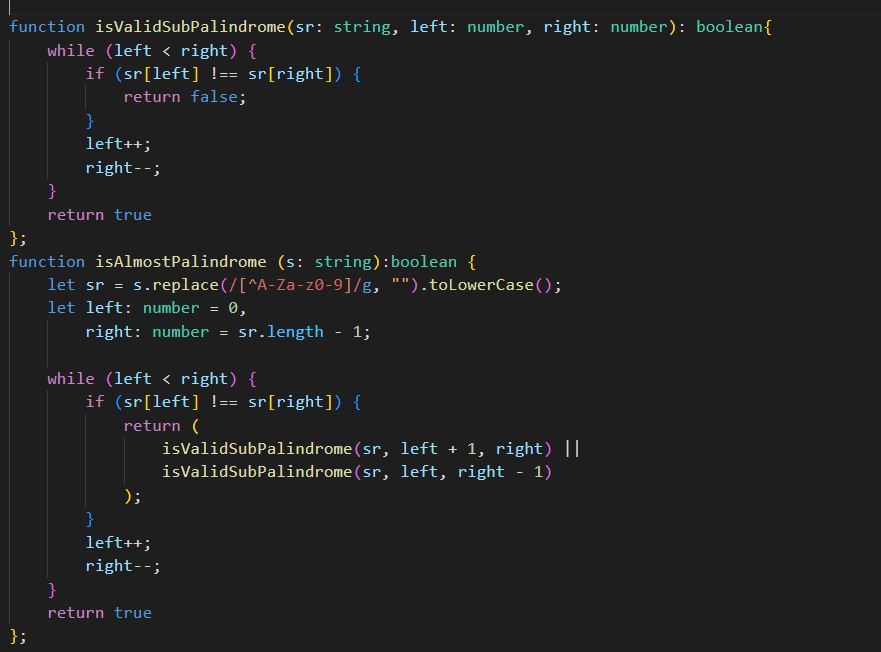 function isValidSubPalindrome(sr: string, left: number, right: number): boolean{
    while (left < right) {
        if (sr[left] !== sr[right]) {
            return false;
        }
        left++;
        right--;
    }
    return true
};
function isAlmostPalindrome (s: string):boolean {
    let sr = s.replace(/[^A-Za-z0-9]/g, "").toLowerCase();
    let left: number = 0,
        right: number = sr.length - 1;

    while (left < right) {
        if (sr[left] !== sr[right]) {
            return (
                isValidSubPalindrome(sr, left + 1, right) ||
                isValidSubPalindrome(sr, left, right - 1)
            );
        }
        left++;
        right--;
    }
    return true
};